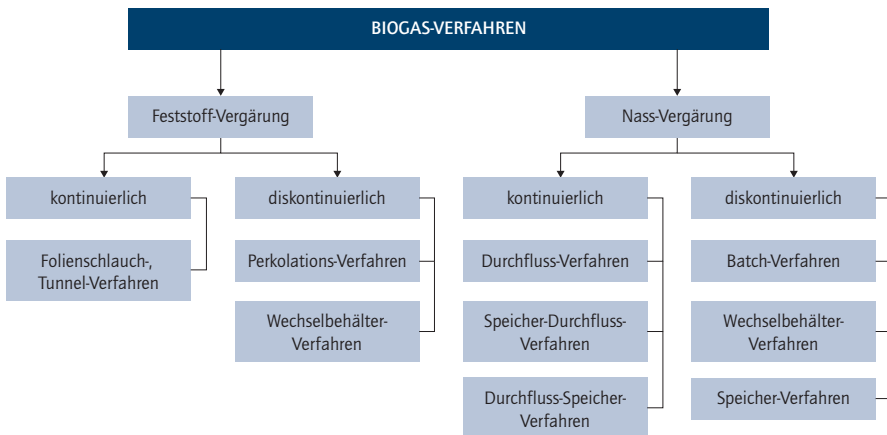 BIOGAS-VERFAHREN
Feststoff-Vergärung
Nass-Vergärung
kontinuierlich
diskontinuierlich
kontinuierlich
diskontinuierlich
Folienschlauch-,
Tunnel-Verfahren
Perkolations-Verfahren
Durchfluss-Verfahren
Batch-Verfahren
Wechselbehälter-
Verfahren
Speicher-Durchfluss-
Verfahren
Wechselbehälter-
Verfahren
Durchfluss-Speicher-
Verfahren
Speicher-Verfahren